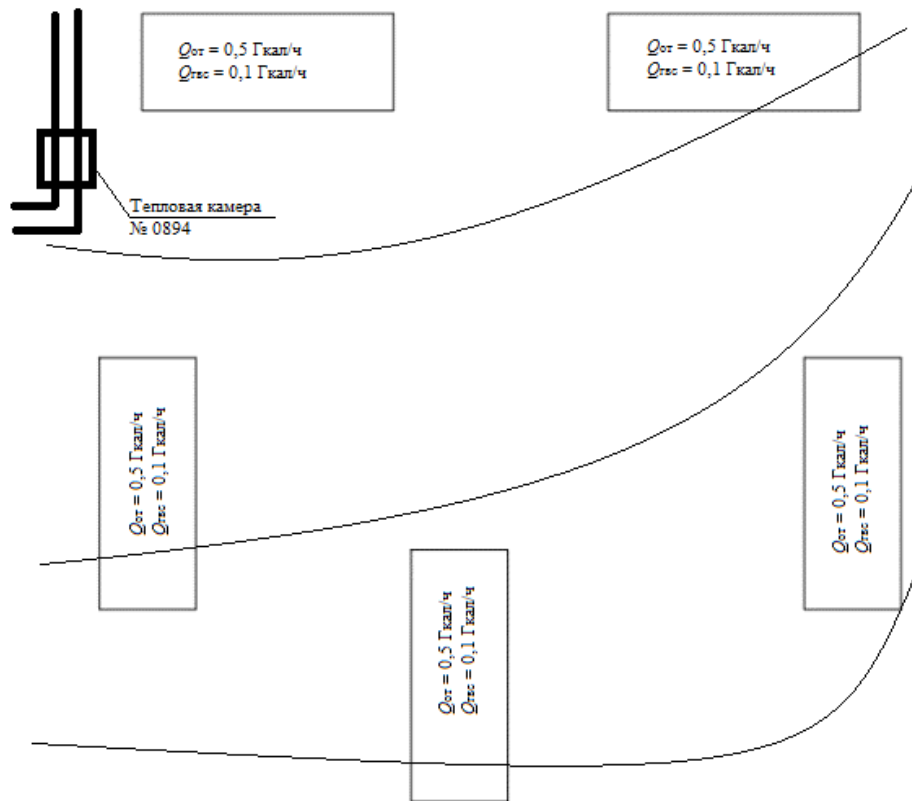 Qот = 0,5 Гкал/ч
Qгвс = 0,1 Гкал/ч
Qот = 0,5 Гкал/ч
Qгвс = 0,1 Гкал/ч
Тепловая камера
№ 0894
Qот = 0,5 Гкал/ч
Qгвс = 0,1 Гкал/ч
Qот = 0,5 Гкал/ч
Qгвс = 0,1 Гкал/ч
Qот = 0,5 Гкал/ч
Qгвс = 0,1 Гкал/ч